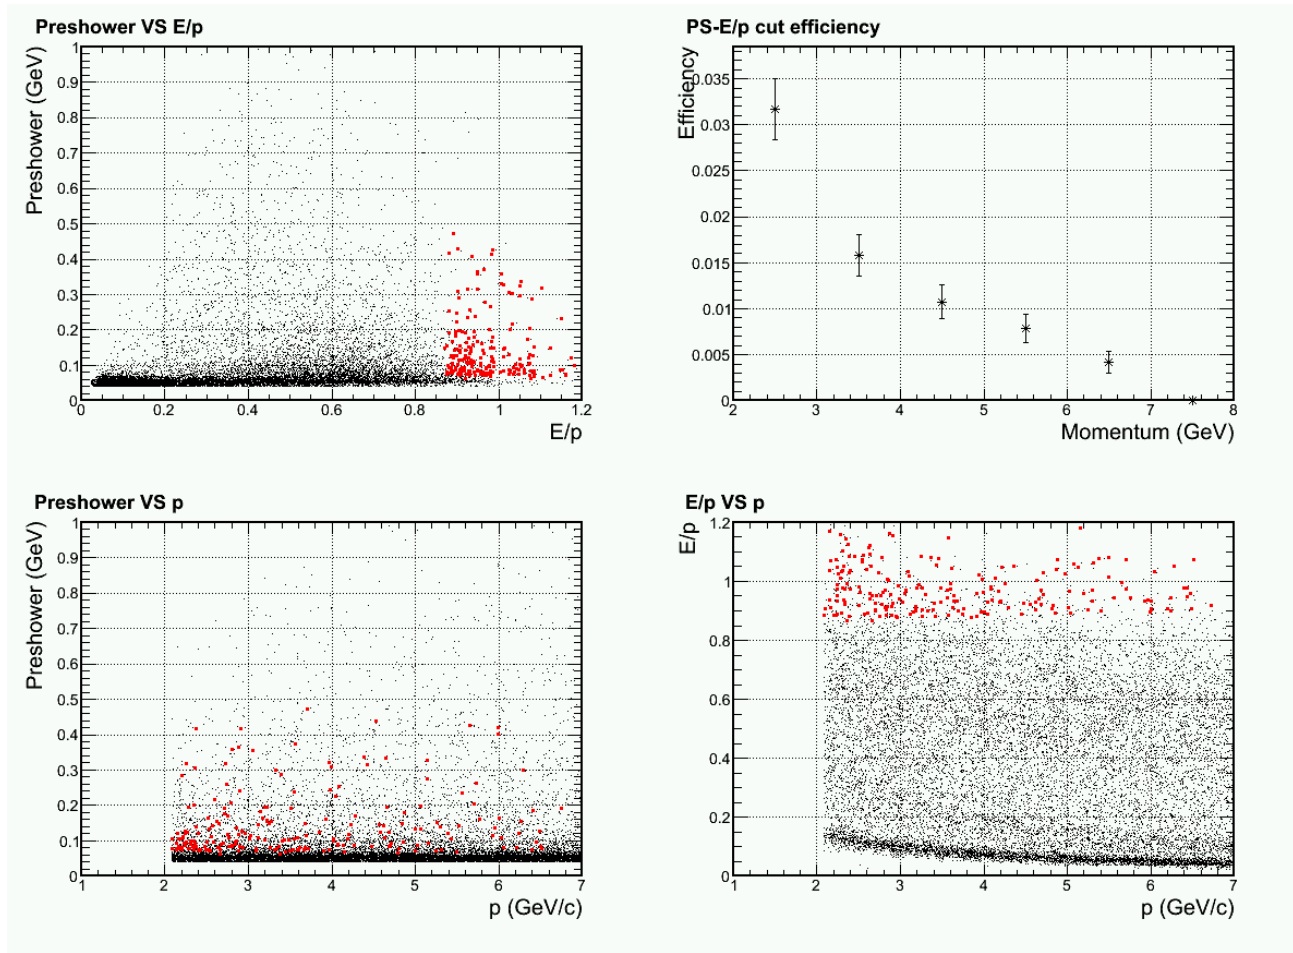 Preshower VS E/p
Preshower (GeV)
1
0.9
0.8
0.7
0.6
0.5
0.4
0.3
0.2
0.1
0
0 0.2 0.4 0.6 0.8 1 1.2
E/p
PS-E/p cut efficiency
Efficiency
0.035
0.03
0.025
0.02
0.015
0.01
0.005
0
2 3 4 5 6 7 8
Momentum (GeV)
Preshower VS p
Preshower (GeV)
1
0.9
0.8
0.7
0.6
0.5
0.4
0.3
0.2
0.1
0
1 2 3 4 5 6 7
p (GeV/c)
E/p VS p
E/p
1.2
1
0.8
0.6
0.4
0.2
0
1 2 3 4 5 6 7
p (GeV/c)